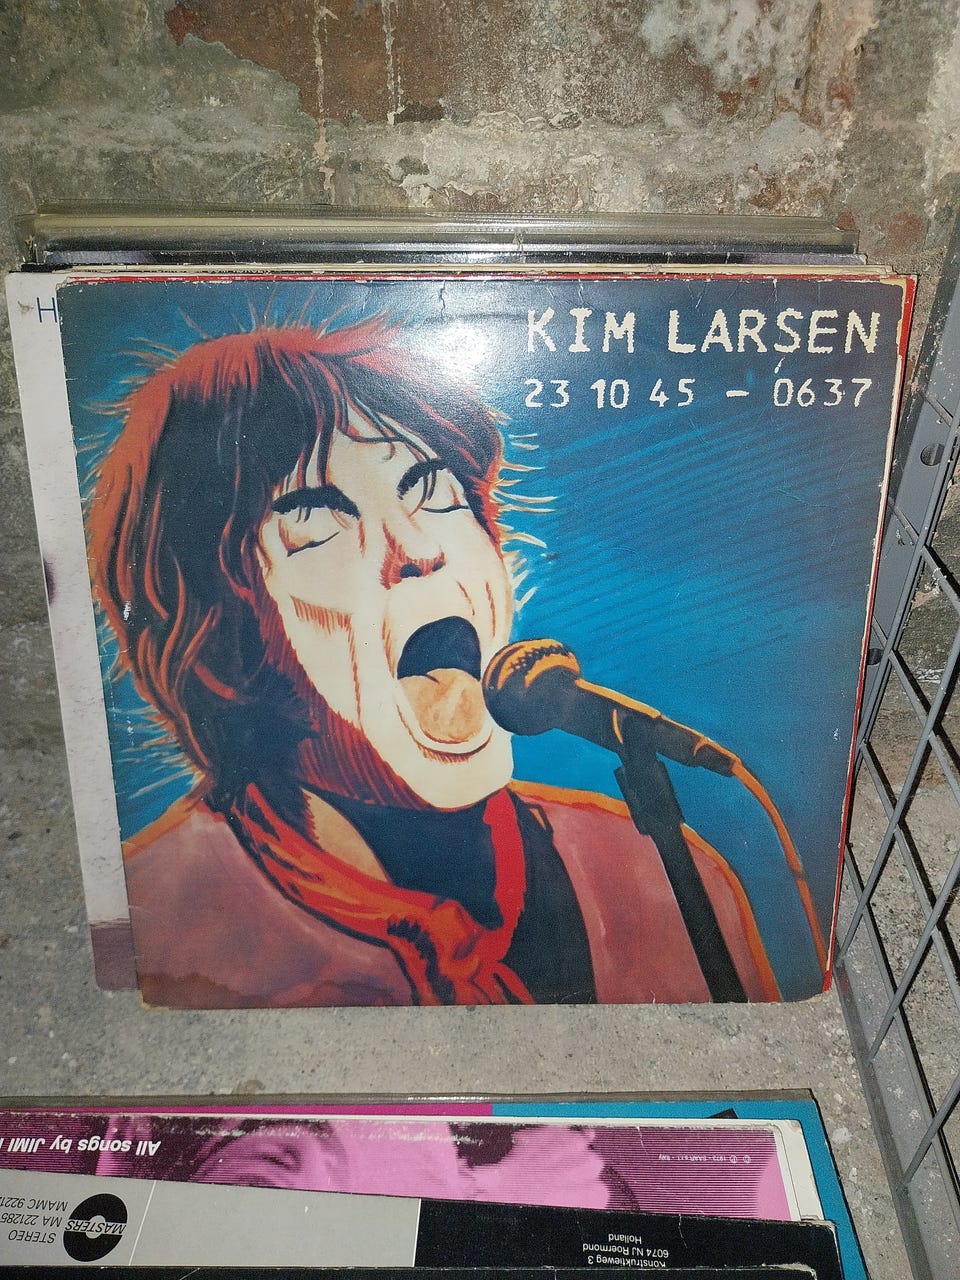 KIM LARSEN
23 10 45 – 0637
H
All songs by JIMI
℗ © 1973
STEREO
MA 221285
MAMC 9221
MASTERS
Konstruktieweg 3
6074 NJ Roermond
Holland